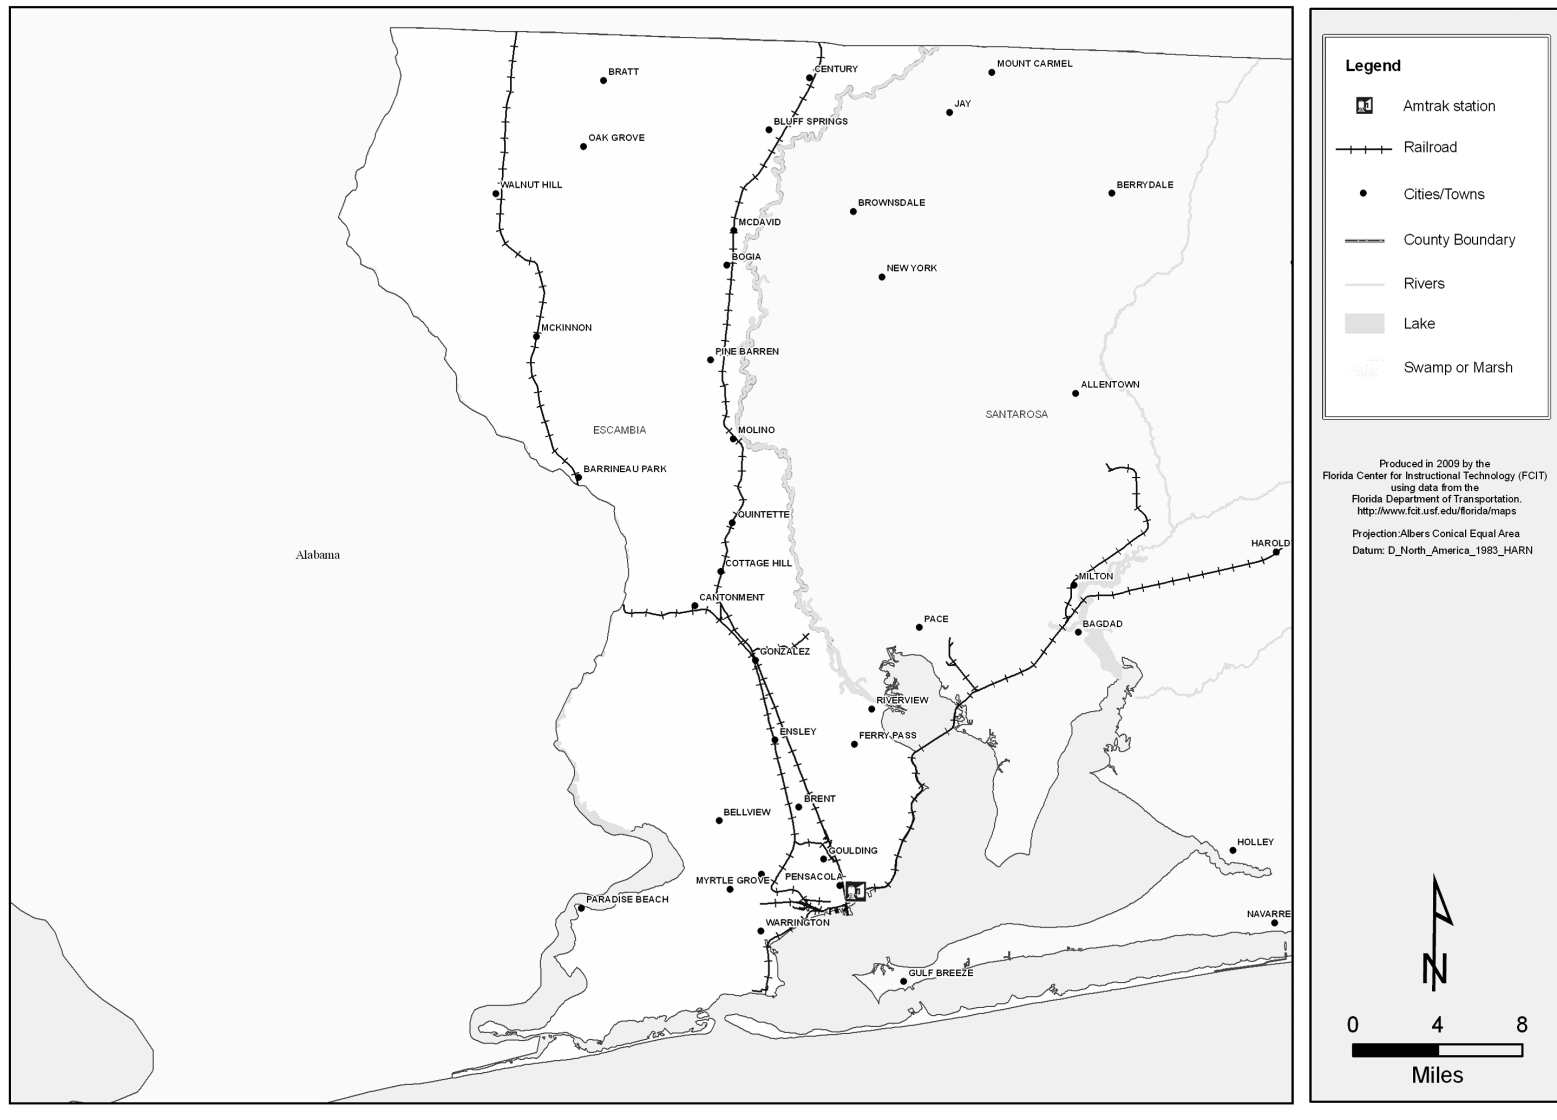 CENTURY
MOUNT CARMEL
BRATT
JAY
BLUFF SPRINGS
OAK GROVE
WALNUT HILL
BERRYDALE
BROWNSDALE
MCDAVID
BOGIA
NEW YORK
MCKINNON
PINE BARREN
ALLENTOWN
SANTAROSA
ESCAMBIA
MOLINO
BARRINEAU PARK
QUINTETTE
HAROLD
Alabama
COTTAGE HILL
MILTON
CANTONMENT
PACE
BAGDAD
GONZALEZ
RIVERVIEW
ENSLEY
FERRY PASS
BRENT
BELLVIEW
HOLLEY
GOULDING
PENSACOLA
MYRTLE GROVE
PARADISE BEACH
NAVARRE
WARRINGTON
GULF BREEZE
Legend
Amtrak station
Railroad
Cities/Towns
County Boundary
Rivers
Lake
Swamp or Marsh
Produced in 2009 by the
Florida Center for Instructional Technology (FCIT)
using data from the
Florida Department of Transportation.
http://www.fcit.usf.edu/florida/maps
Projection:Albers Conical Equal Area
Datum: D_North_America_1983_HARN
N
0 4 8
Miles